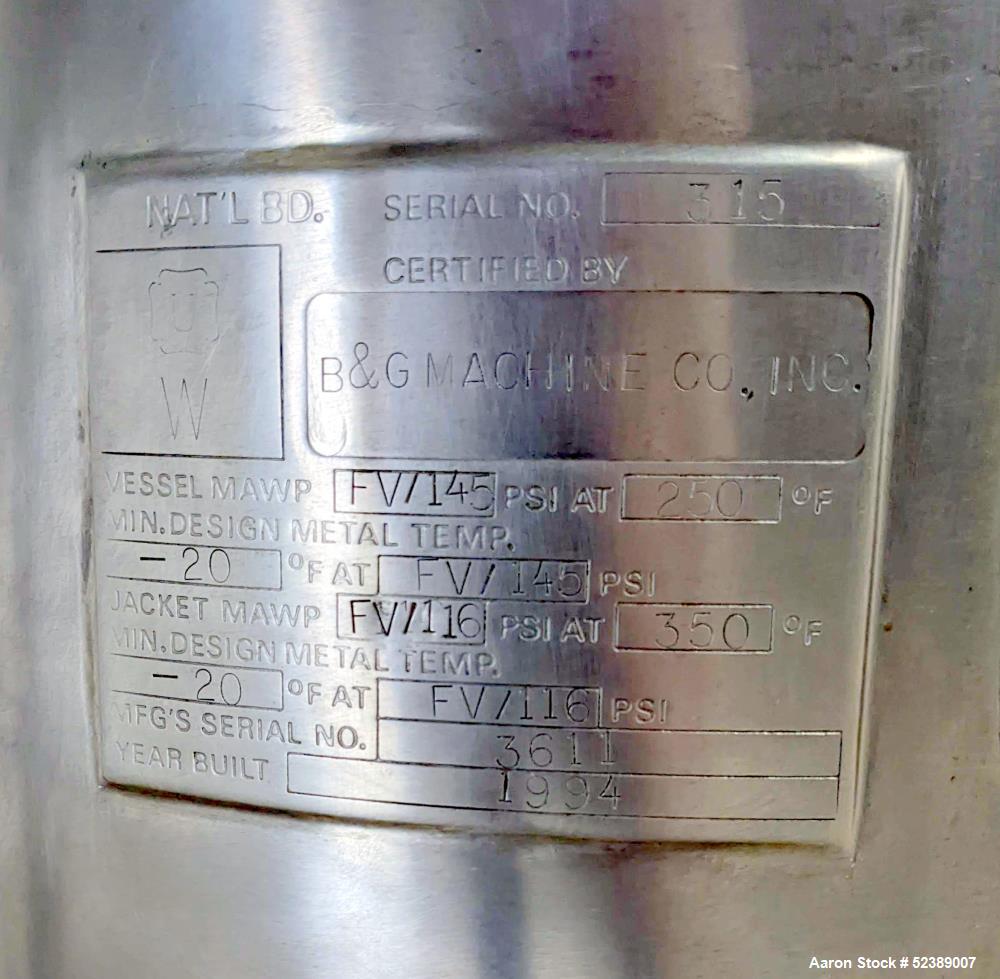 NAT'L BD. SERIAL NO. 315
CERTIFIED BY
U
W
B&G MACHINE CO., INC.
VESSEL MAWP FV/145 PSI AT 250 °F
MIN. DESIGN METAL TEMP.
-20 °F AT FV/145 PSI
JACKET MAWP FV/116 PSI AT 350 °F
MIN. DESIGN METAL TEMP.
-20 °F AT FV/116 PSI
MFG'S SERIAL NO. 3611
YEAR BUILT 1994
Aaron Stock # 52389007